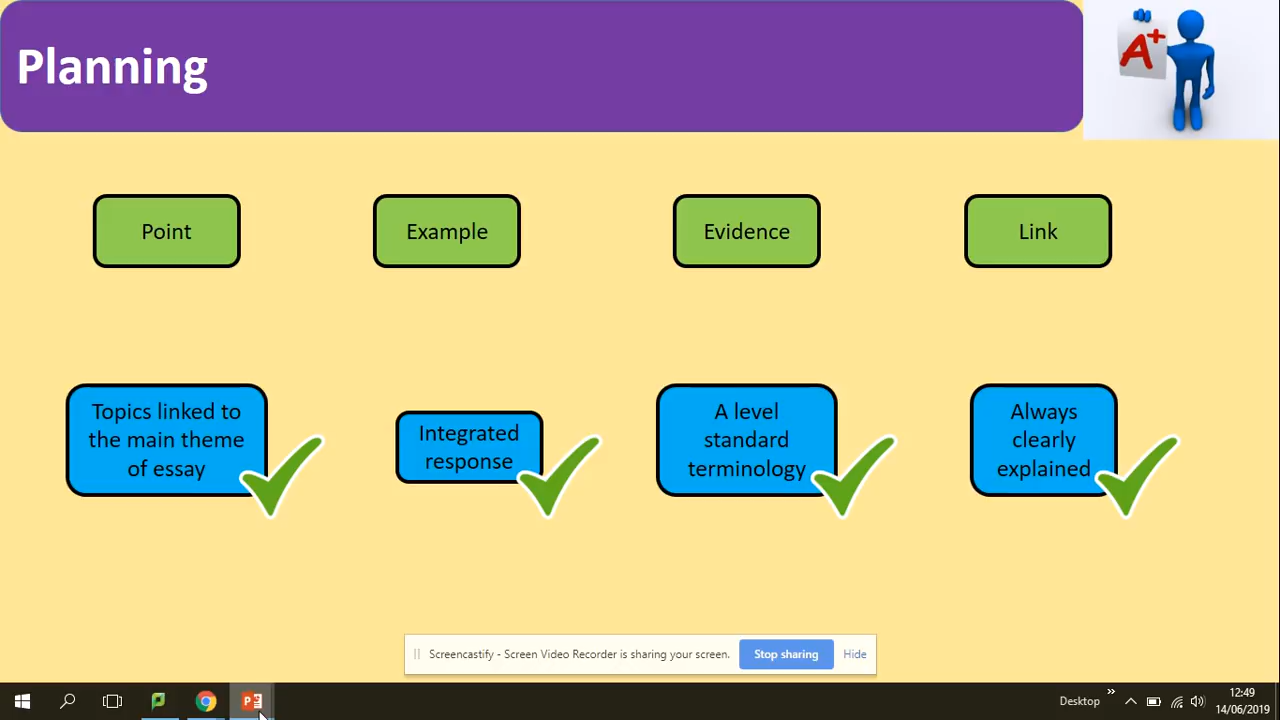 Planning
A+
Point
Example
Evidence
Link
Topics linked to
the main theme
of essay
Integrated
response
A level
standard
terminology
Always
clearly
explained
Screencastify - Screen Video Recorder is sharing your screen.
Stop sharing
Hide
Desktop
12:49
14/06/2019